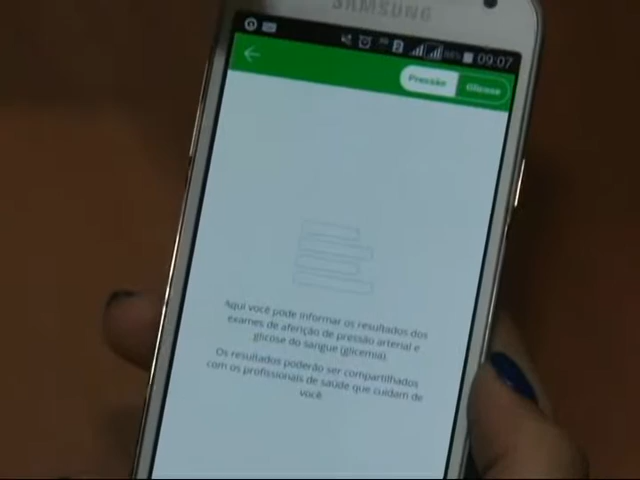 SAMSUNG
09:07
Pressão Glicose
Aqui você pode informar os resultados dos
exames de aferição de pressão arterial e
glicose do sangue (glicemia).
Os resultados poderão ser compartilhados
com os profissionais de saúde que cuidam de
você.